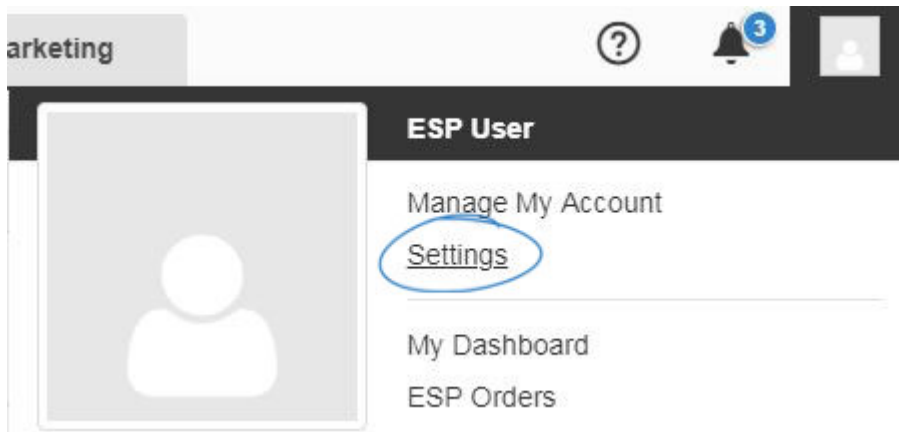 arketing
?
3
ESP User
Manage My Account
Settings
My Dashboard
ESP Orders